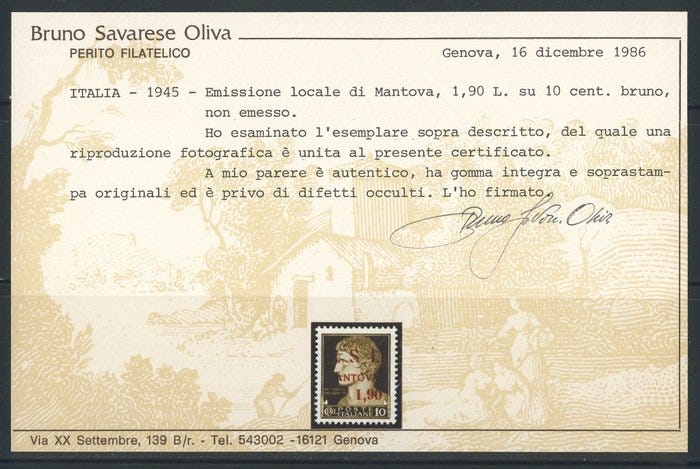 Bruno Savarese Oliva
PERITO FILATELICO
Genova, 16 dicembre 1986
ITALIA - 1945 - Emissione locale di Mantova, 1,90 L. su 10 cent. bruno,
non emesso.
Ho esaminato l'esemplare sopra descritto, del quale una
riproduzione fotografica è unita al presente certificato.
A mio parere è autentico, ha gomma integra e soprastam-
pa originali ed è privo di difetti occulti. L'ho firmato.
1,90
POSTE
ITALIANE
10
Via XX Settembre, 139 B/r. - Tel. 543002 -16121 Genova